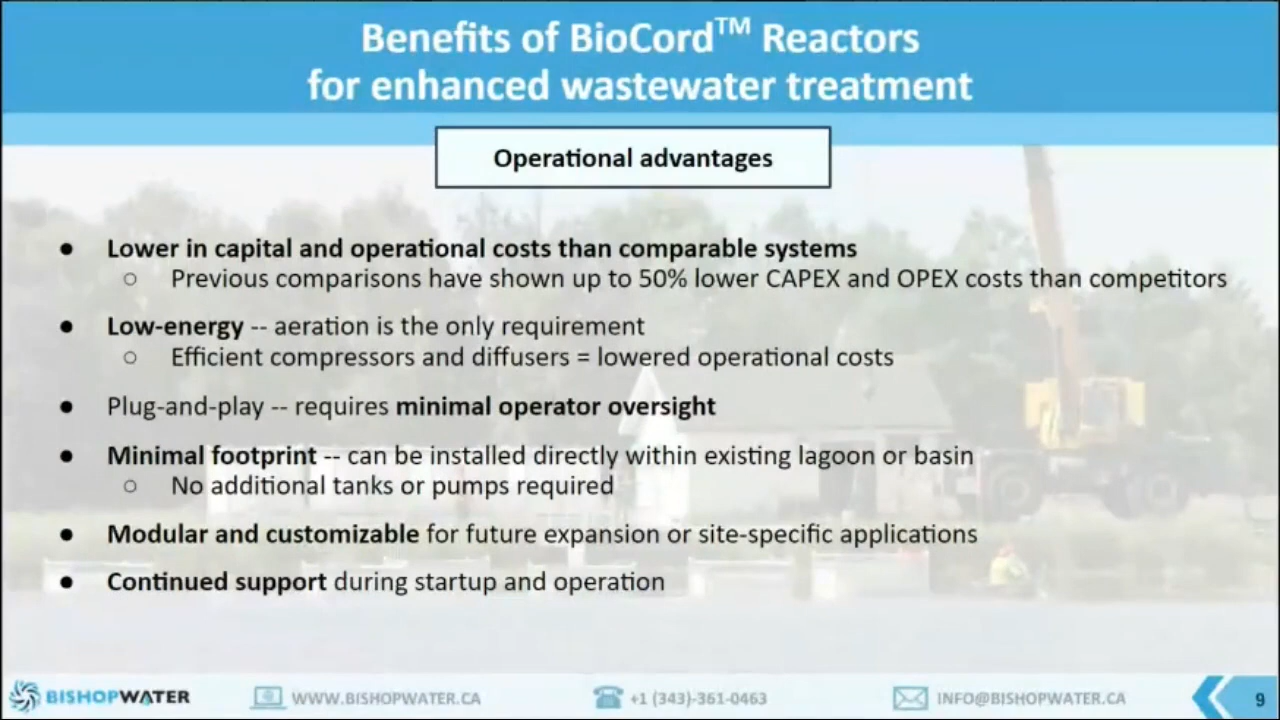 Benefits of BioCord™ Reactors
for enhanced wastewater treatment
Operational advantages
● Lower in capital and operational costs than comparable systems
○ Previous comparisons have shown up to 50% lower CAPEX and OPEX costs than competitors
● Low-energy -- aeration is the only requirement
○ Efficient compressors and diffusers = lowered operational costs
● Plug-and-play -- requires minimal operator oversight
● Minimal footprint -- can be installed directly within existing lagoon or basin
○ No additional tanks or pumps required
● Modular and customizable for future expansion or site-specific applications
● Continued support during startup and operation
BISHOPWATER WWW.BISHOPWATER.CA +1 (343)-361-0463 INFO@BISHOPWATER.CA 9